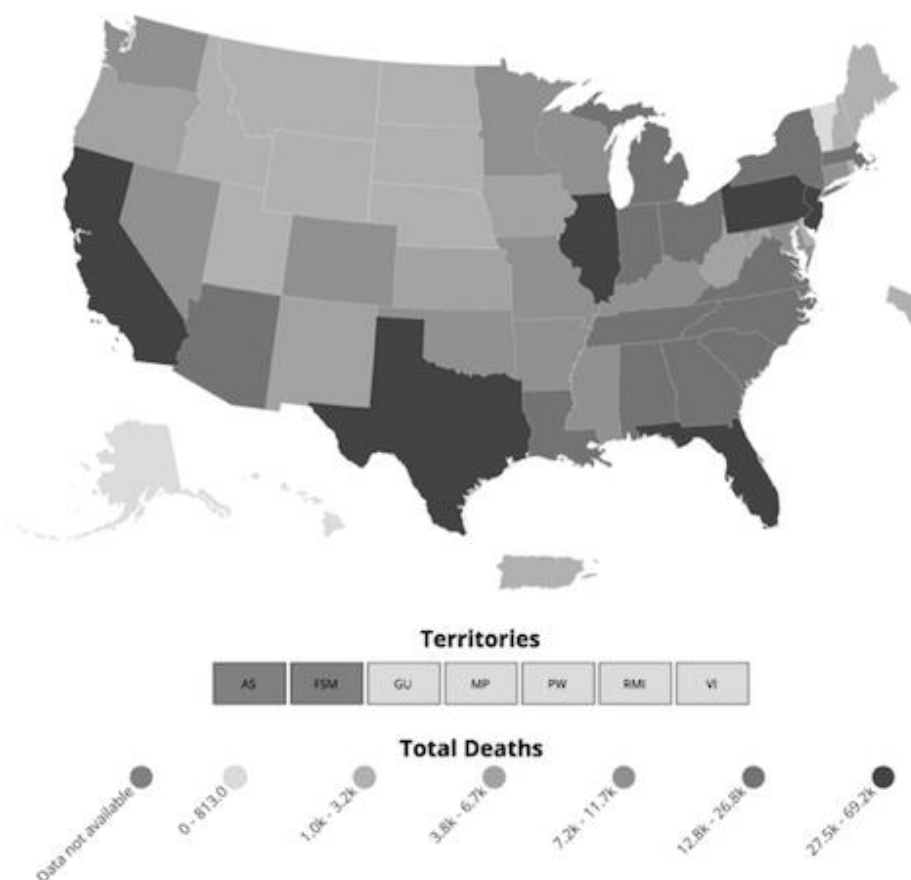 Territories
AS FSM GU MP PW RMI VI
Total Deaths
Data not available
0 - 813.0
1.0k - 3.2k
3.8k - 6.7k
7.2k - 11.7k
12.8k - 26.8k
27.5k - 69.2k